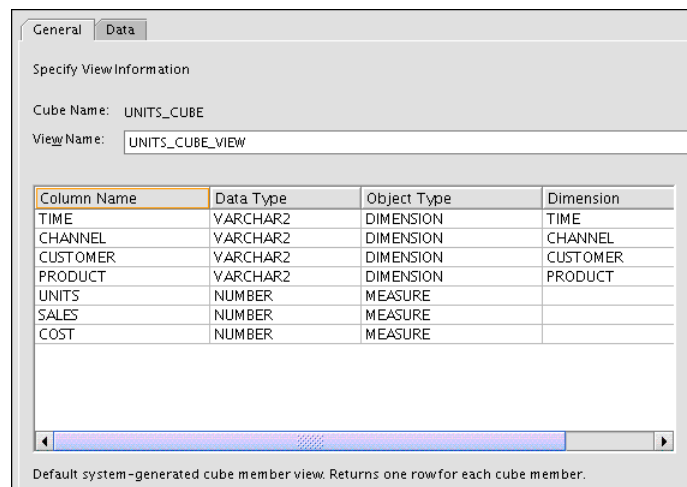 General Data
Specify View Information
Cube Name: UNITS_CUBE
View Name: UNITS_CUBE_VIEW
Column Name Data Type Object Type Dimension
TIME VARCHAR2 DIMENSION TIME
CHANNEL VARCHAR2 DIMENSION CHANNEL
CUSTOMER VARCHAR2 DIMENSION CUSTOMER
PRODUCT VARCHAR2 DIMENSION PRODUCT
UNITS NUMBER MEASURE
SALES NUMBER MEASURE
COST NUMBER MEASURE
Default system-generated cube member view. Returns one row for each cube member.